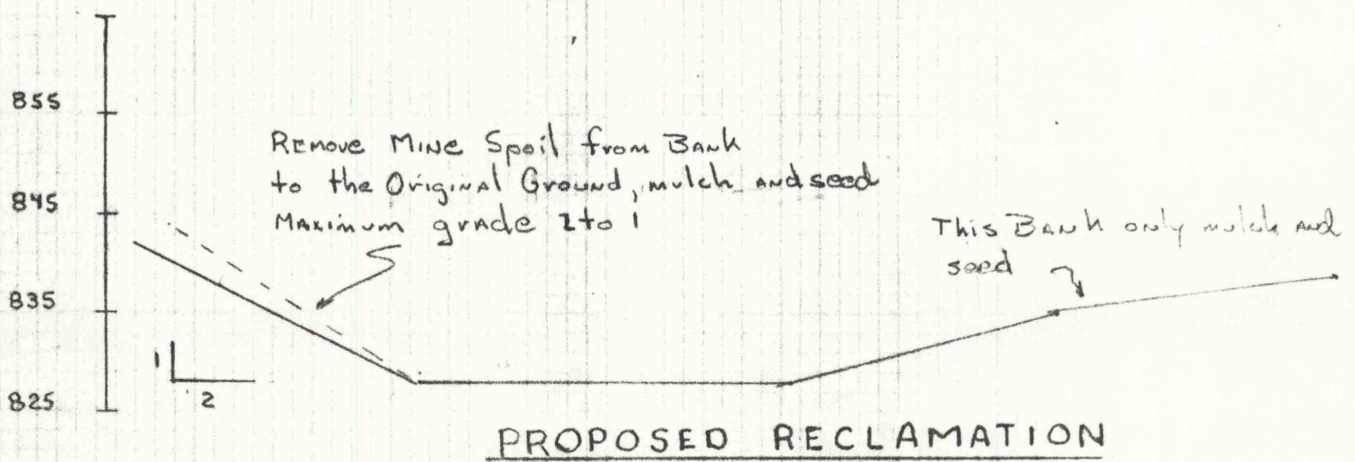 855
Remove Mine Spoil from Bank
to the Original Ground, mulch and seed
Maximum grade 2 to 1
845
This Bank only mulch and
seed
835
1
2
825
PROPOSED RECLAMATION